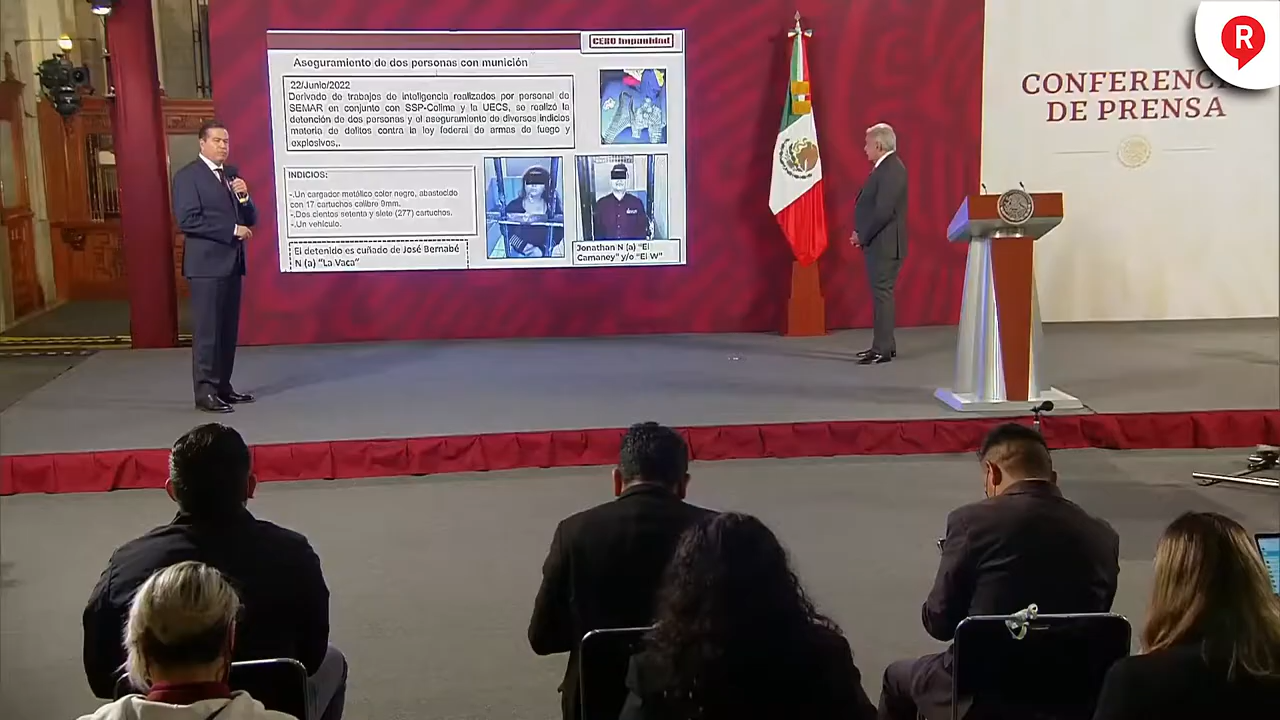 CERO Impunidad
Aseguramiento de dos personas con munición
22/Junio/2022
Derivado de trabajos de inteligencia realizados por personal de
SEMAR en conjunto con SSP-Colima y la UECS, se realizó la
detención de dos personas y el aseguramiento de diversos indicios
materia de delitos contra la ley federal de armas de fuego y
explosivos,.
INDICIOS:
-.Un cargador metálico color negro, abastecido
con 17 cartuchos calibre 9mm.
-.Dos cientos setenta y siete (277) cartuchos.
-.Un vehículo.
El detenido es cuñado de José Bernabé
N (a) "La Vaca"
Jonathan N (a) "El
Camaney" y/o "El W"
R
CONFERENC
DE PRENSA